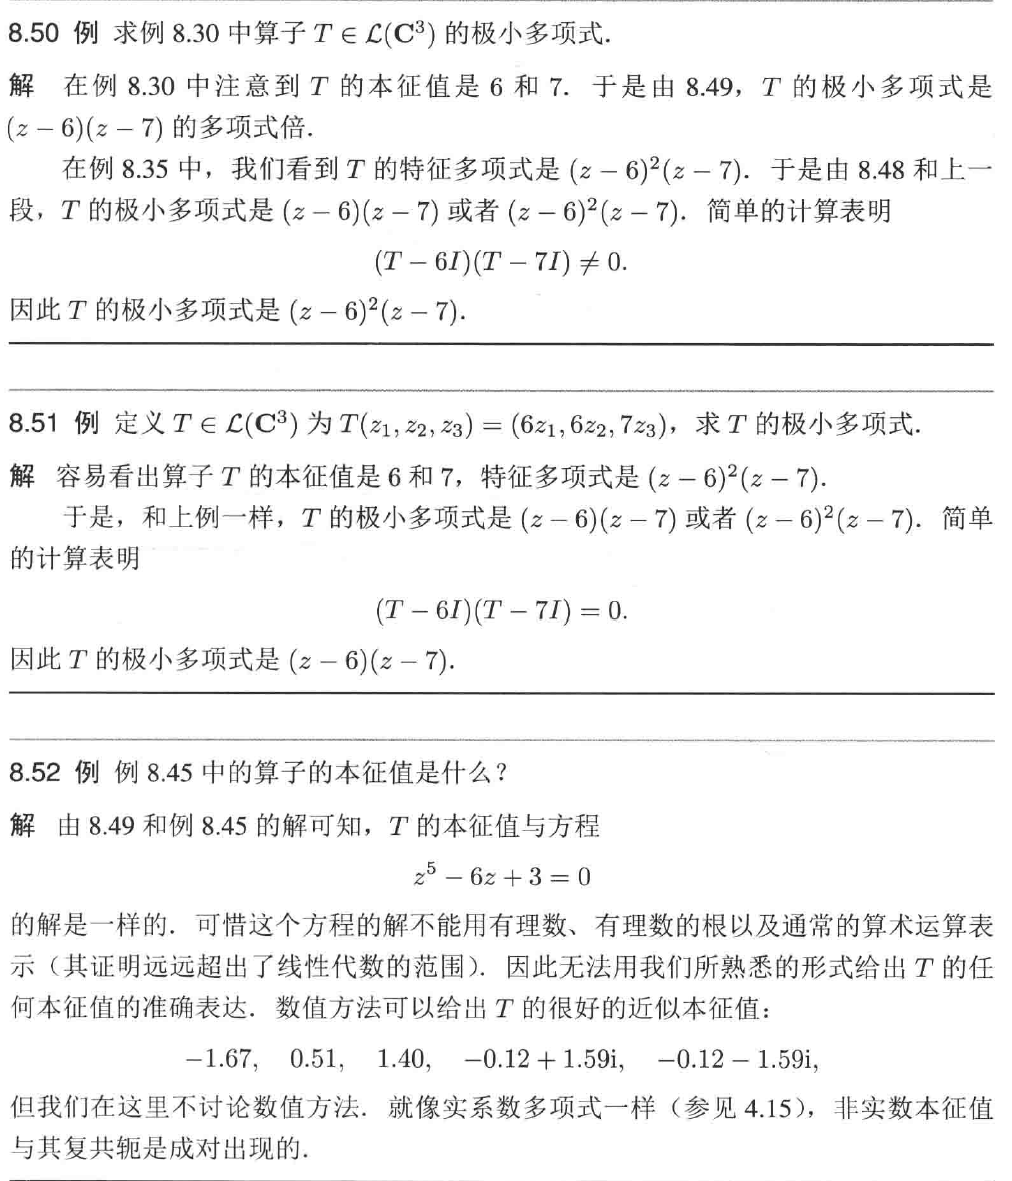 8.50 例 求例 8.30 中算子 T ∈ 𝓛(C³) 的极小多项式.
解 在例 8.30 中注意到 T 的本征值是 6 和 7. 于是由 8.49，T 的极小多项式是
(z − 6)(z − 7) 的多项式倍.
在例 8.35 中，我们看到 T 的特征多项式是 (z − 6)²(z − 7). 于是由 8.48 和上一
段，T 的极小多项式是 (z − 6)(z − 7) 或者 (z − 6)²(z − 7). 简单的计算表明
(T − 6I)(T − 7I) ≠ 0.
因此 T 的极小多项式是 (z − 6)²(z − 7).
8.51 例 定义 T ∈ 𝓛(C³) 为 T(z₁, z₂, z₃) = (6z₁, 6z₂, 7z₃)，求 T 的极小多项式.
解 容易看出算子 T 的本征值是 6 和 7，特征多项式是 (z − 6)²(z − 7).
于是，和上例一样，T 的极小多项式是 (z − 6)(z − 7) 或者 (z − 6)²(z − 7). 简单
的计算表明
(T − 6I)(T − 7I) = 0.
因此 T 的极小多项式是 (z − 6)(z − 7).
8.52 例 例 8.45 中的算子的本征值是什么？
解 由 8.49 和例 8.45 的解可知，T 的本征值与方程
z⁵ − 6z + 3 = 0
的解是一样的. 可惜这个方程的解不能用有理数、有理数的根以及通常的算术运算表
示（其证明远远超出了线性代数的范围）. 因此无法用我们所熟悉的形式给出 T 的任
何本征值的准确表达. 数值方法可以给出 T 的很好的近似本征值：
−1.67, 0.51, 1.40, −0.12 + 1.59i, −0.12 − 1.59i,
但我们在这里不讨论数值方法. 就像实系数多项式一样（参见 4.15），非实数本征值
与其复共轭是成对出现的.